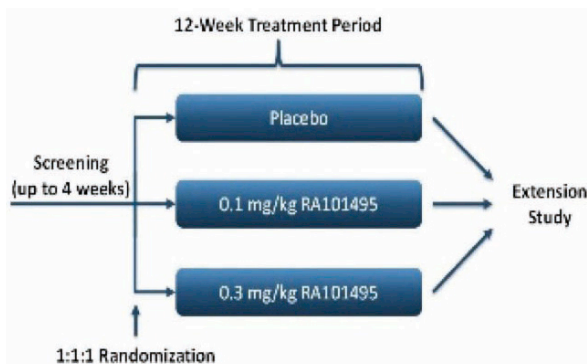 12-Week Treatment Period
Placebo
Screening
(up to 4 weeks)
0.1 mg/kg RA101495
Extension
Study
0.3 mg/kg RA101495
1:1:1 Randomization